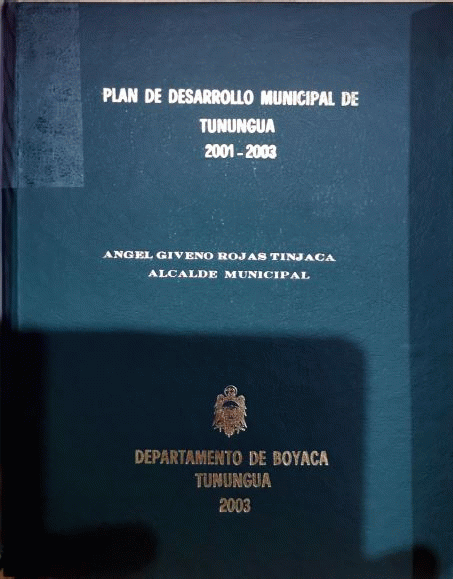 PLAN DE DESARROLLO MUNICIPAL DE
TUNUNGUA
2001-2003
ANGEL GIVENO ROJAS TINJACA
ALCALDE MUNICIPAL
DEPARTAMENTO DE BOYACA
TUNUNGUA
2003